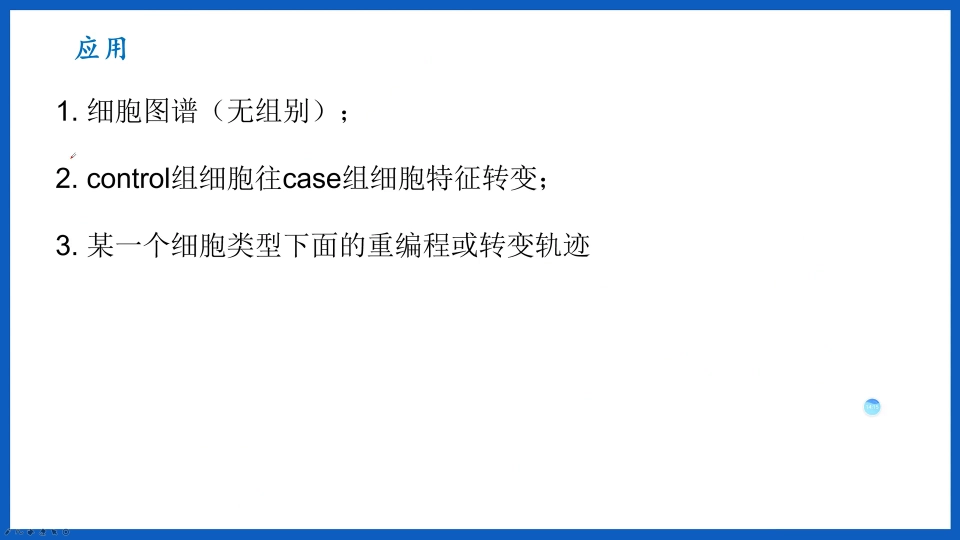 应用
1. 细胞图谱（无组别）；
2. control组细胞往case组细胞特征转变；
3. 某一个细胞类型下面的重编程或转变轨迹